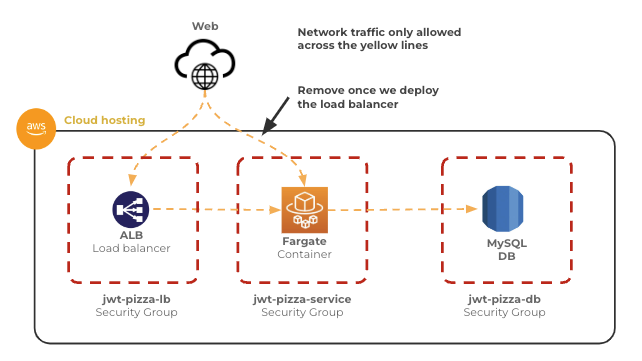 Web
Network traffic only allowed
across the yellow lines
Remove once we deploy
the load balancer
aws
Cloud hosting
ALB
Load balancer
Fargate
Container
MySQL
DB
jwt-pizza-lb
Security Group
jwt-pizza-service
Security Group
jwt-pizza-db
Security Group